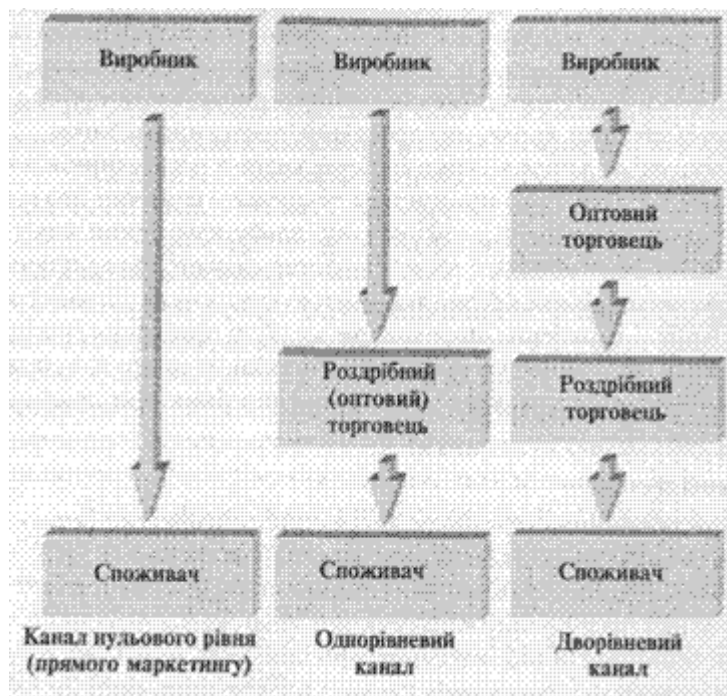 Виробник
Виробник
Виробник
Оптовий
торговець
Роздрібний
(оптовий)
торговець
Роздрібний
торговець
Споживач
Споживач
Споживач
Канал нульового рівня
(прямого маркетингу)
Однорівневий
канал
Дворівневий
канал